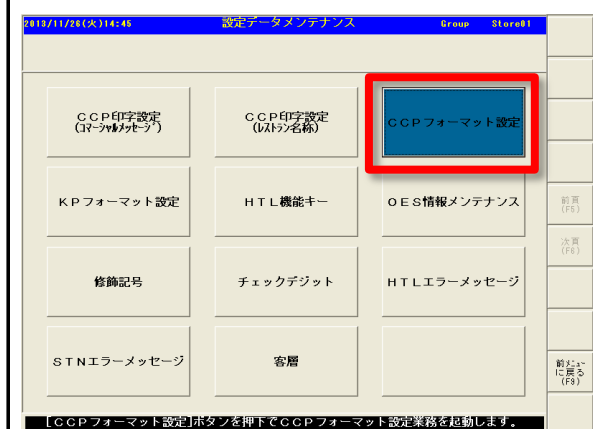 2013/11/26(火)14:45 設定データメンテナンス Group Store01
CCP印字設定
(ｺﾏｰｼｬﾙﾒｯｾｰｼﾞ)
CCP印字設定
(ﾚｽﾄﾗﾝ名称)
CCPフォーマット設定
KPフォーマット設定
HTL機能キー
OES情報メンテナンス
前頁
(F5)
次頁
(F6)
修飾記号
チェックデジット
HTLエラーメッセージ
STNエラーメッセージ
客層
前ﾒﾆｭｰ
に戻る
(F9)
[CCPフォーマット設定]ボタンを押下でCCPフォーマット設定業務を起動します。